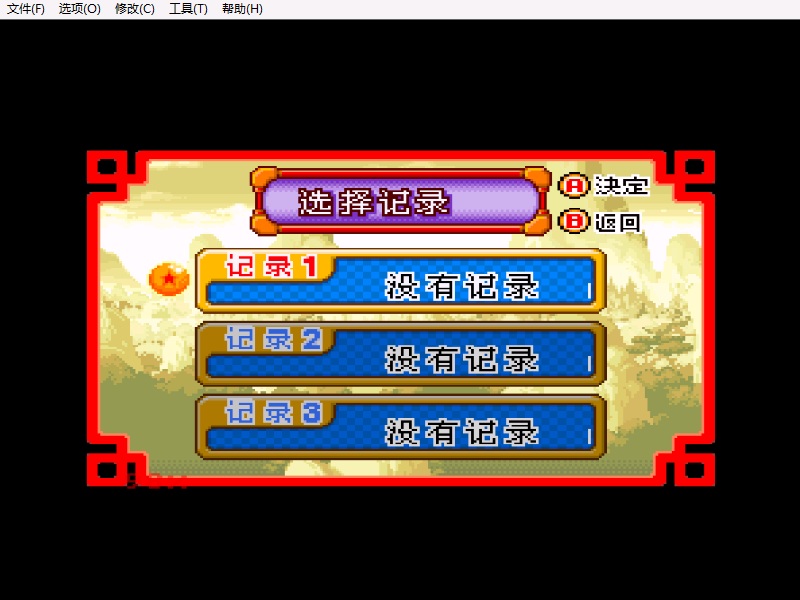 文件(F) 选项(O) 修改(C) 工具(T) 帮助(H)
选择记录
A 決定
B 返回
记录1
没有记录
记录2
没有记录
记录3
没有记录